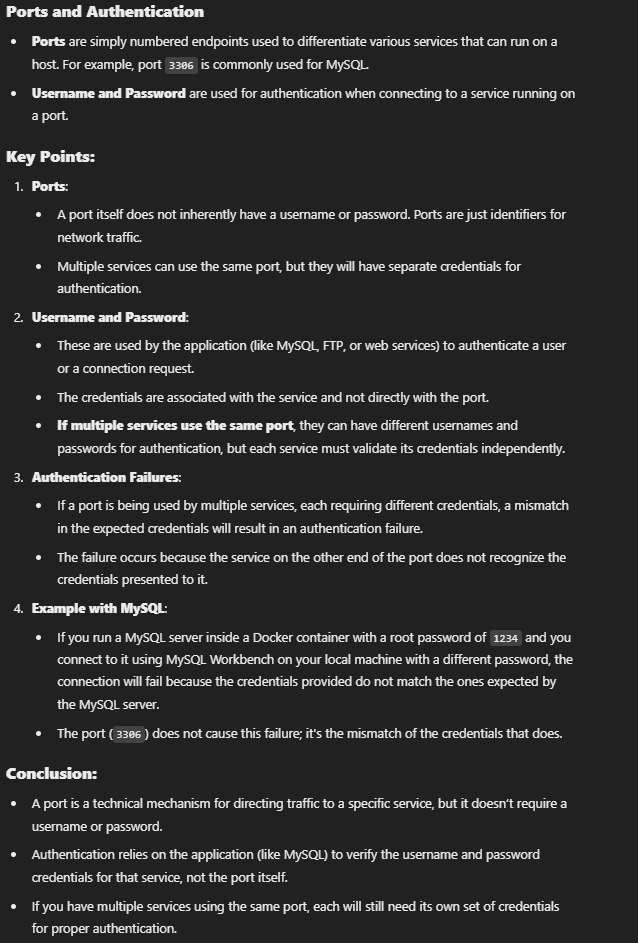 Ports and Authentication
• Ports are simply numbered endpoints used to differentiate various services that can run on a
host. For example, port 3306 is commonly used for MySQL.
• Username and Password are used for authentication when connecting to a service running on
a port.
Key Points:
1. Ports:
• A port itself does not inherently have a username or password. Ports are just identifiers for
network traffic.
• Multiple services can use the same port, but they will have separate credentials for
authentication.
2. Username and Password:
• These are used by the application (like MySQL, FTP, or web services) to authenticate a user
or a connection request.
• The credentials are associated with the service and not directly with the port.
• If multiple services use the same port, they can have different usernames and
passwords for authentication, but each service must validate its credentials independently.
3. Authentication Failures:
• If a port is being used by multiple services, each requiring different credentials, a mismatch
in the expected credentials will result in an authentication failure.
• The failure occurs because the service on the other end of the port does not recognize the
credentials presented to it.
4. Example with MySQL:
• If you run a MySQL server inside a Docker container with a root password of 1234 and you
connect to it using MySQL Workbench on your local machine with a different password, the
connection will fail because the credentials provided do not match the ones expected by
the MySQL server.
• The port (3306) does not cause this failure; it's the mismatch of the credentials that does.
Conclusion:
• A port is a technical mechanism for directing traffic to a specific service, but it doesn't require a
username or password.
• Authentication relies on the application (like MySQL) to verify the username and password
credentials for that service, not the port itself.
• If you have multiple services using the same port, each will still need its own set of credentials
for proper authentication.